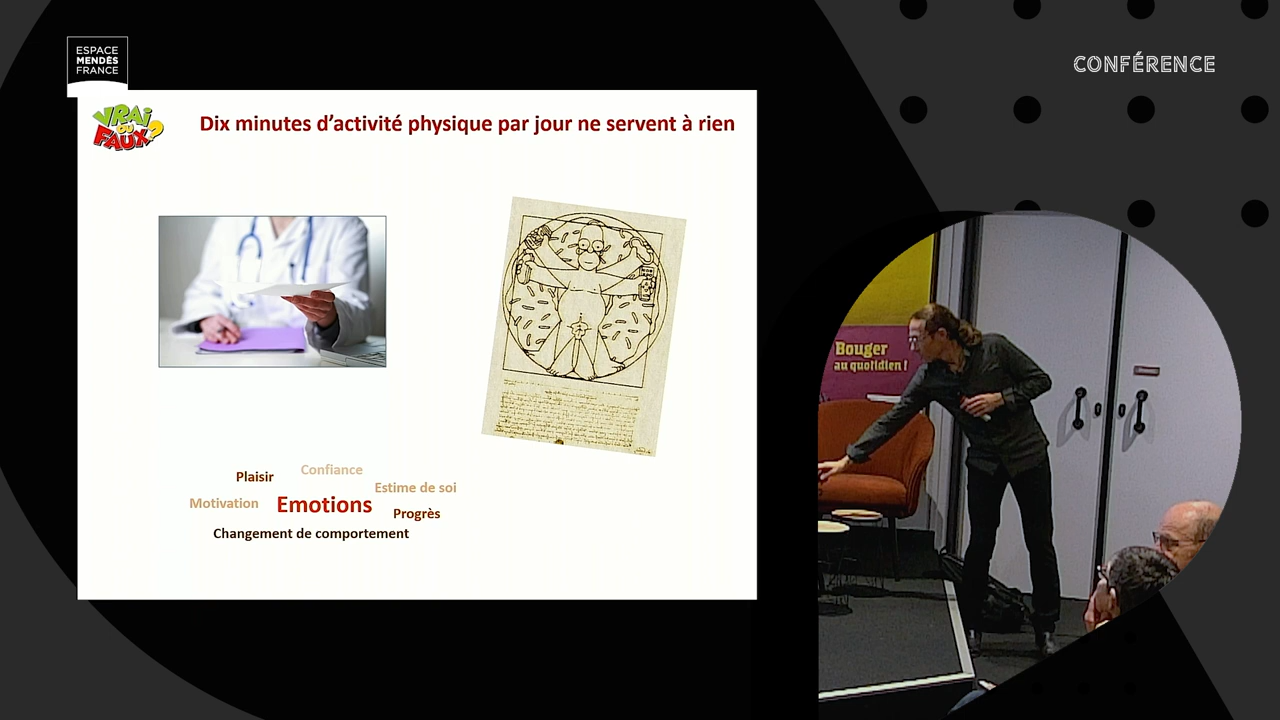 ESPACE
MENDÈS
FRANCE
CONFÉRENCE
VRAI
OU
FAUX?
Dix minutes d'activité physique par jour ne servent à rien
Bouger
au quotidien !
Confiance
Plaisir
Estime de soi
Motivation
Emotions
Progrès
Changement de comportement